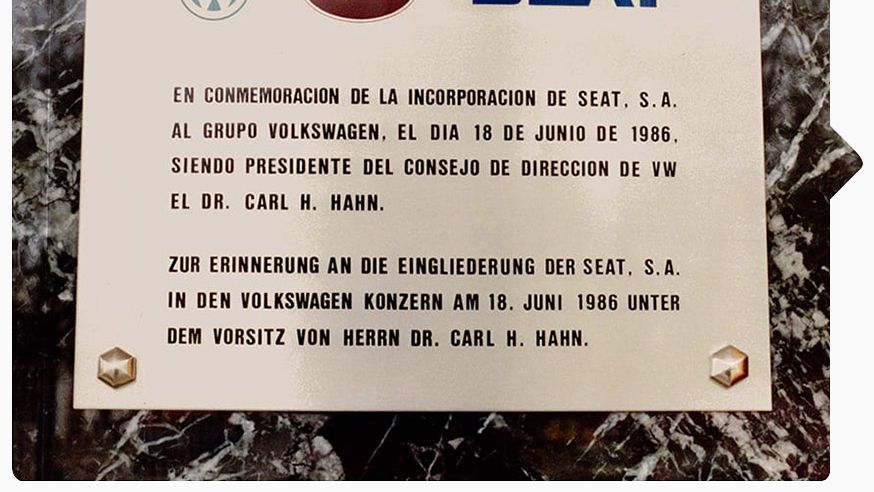 SEAT
EN CONMEMORACION DE LA INCORPORACION DE SEAT, S.A.
AL GRUPO VOLKSWAGEN, EL DIA 18 DE JUNIO DE 1986,
SIENDO PRESIDENTE DEL CONSEJO DE DIRECCION DE VW
EL DR. CARL H. HAHN.
ZUR ERINNERUNG AN DIE EINGLIEDERUNG DER SEAT, S.A.
IN DEN VOLKSWAGEN KONZERN AM 18. JUNI 1986 UNTER
DEM VORSITZ VON HERRN DR. CARL H. HAHN.